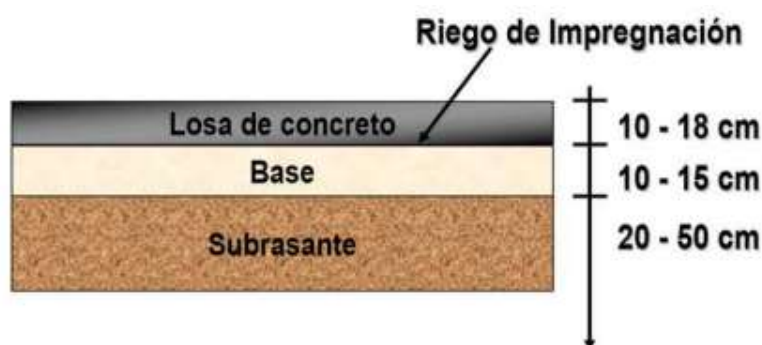 Riego de Impregnación
Losa de concreto
10 - 18 cm
Base
10 - 15 cm
Subrasante
20 - 50 cm